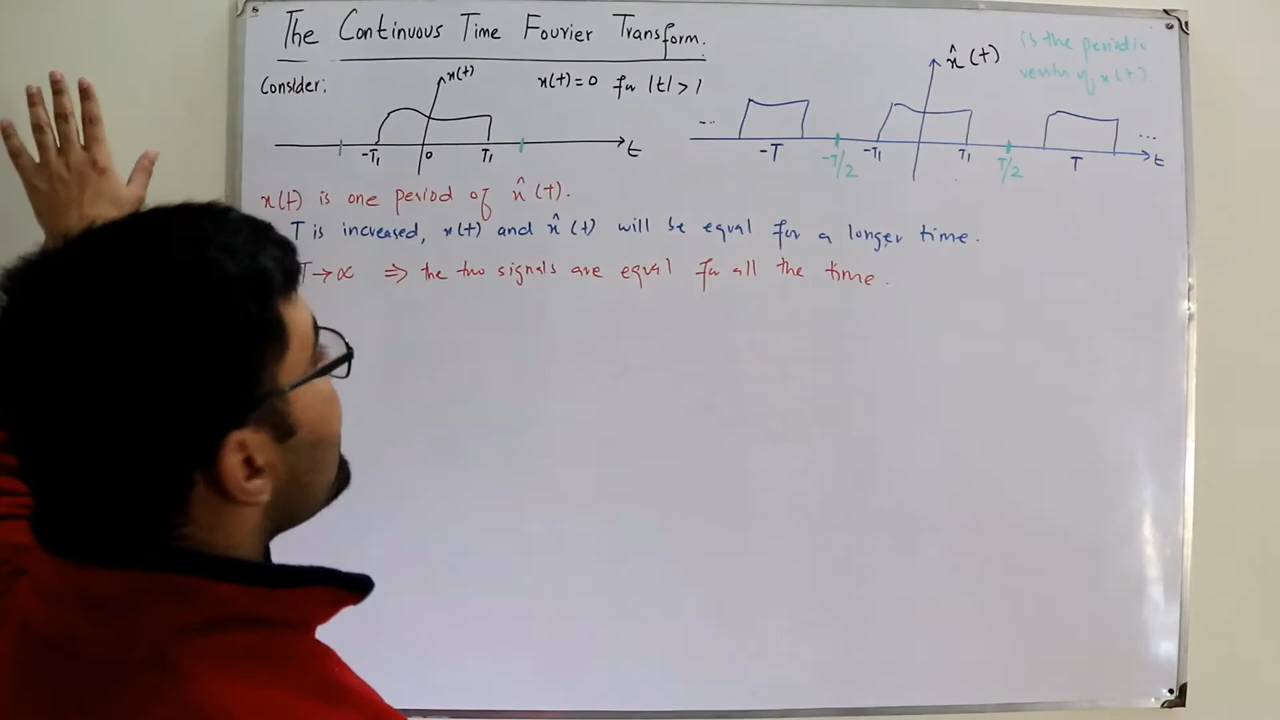 The Continuous Time Fourier Transform.
Consider:
x(t)
x(t)=0 for |t| > 1
-T₁ 0 T₁ t
x̂(t)
is the periodic
version of x(t)
... -T -T/2 -T₁ T₁ T/2 T ... t
x(t) is one period of x̂(t).
T is increased, x(t) and x̂(t) will be equal for a longer time.
T→∞ ⇒ the two signals are equal for all the time.